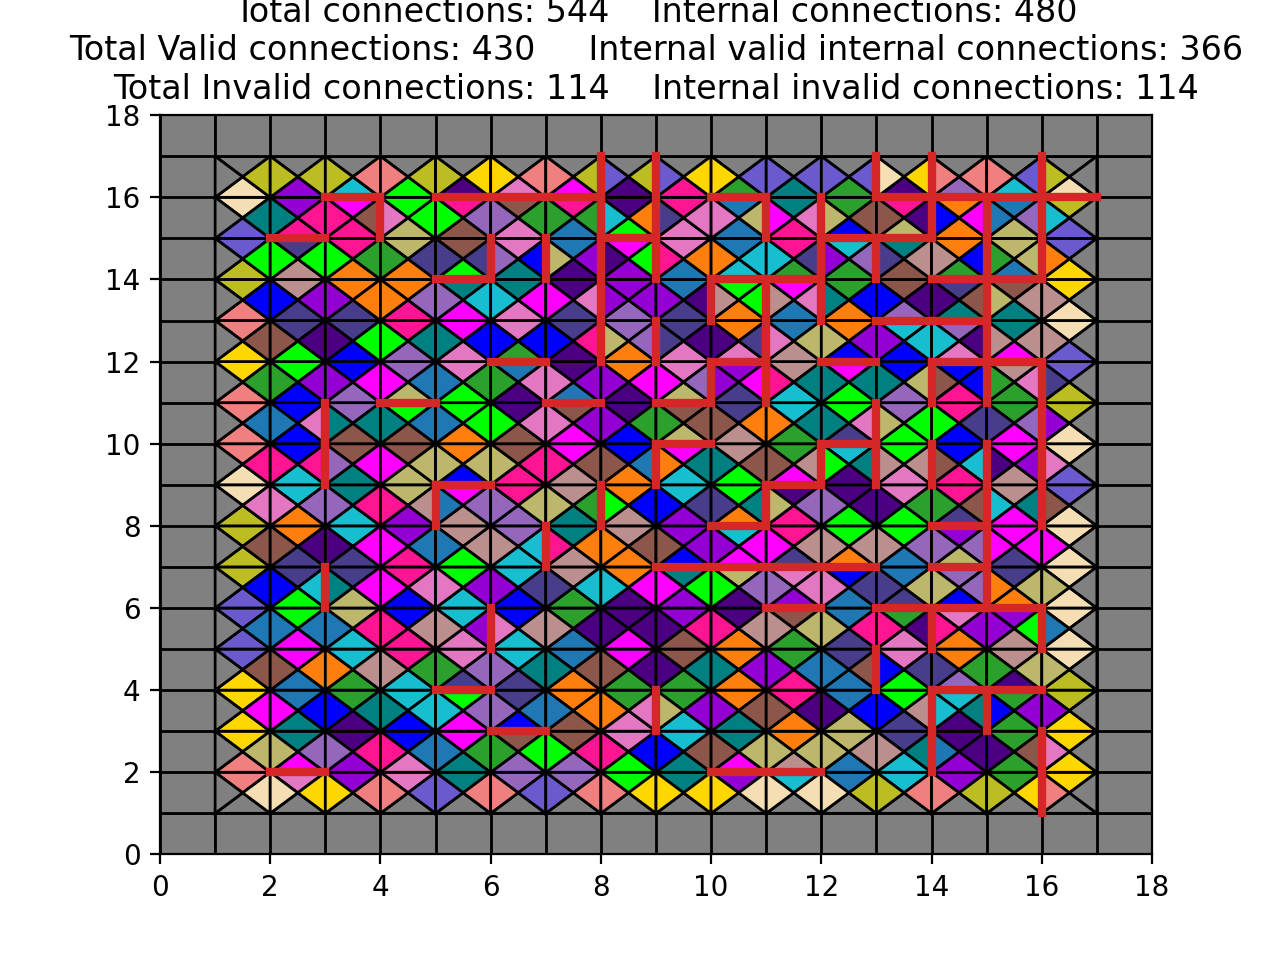 Total connections: 544    Internal connections: 480
Total Valid connections: 430     Internal valid internal connections: 366
Total Invalid connections: 114    Internal invalid connections: 114
18
16
14
12
10
8
6
4
2
0
0 2 4 6 8 10 12 14 16 18